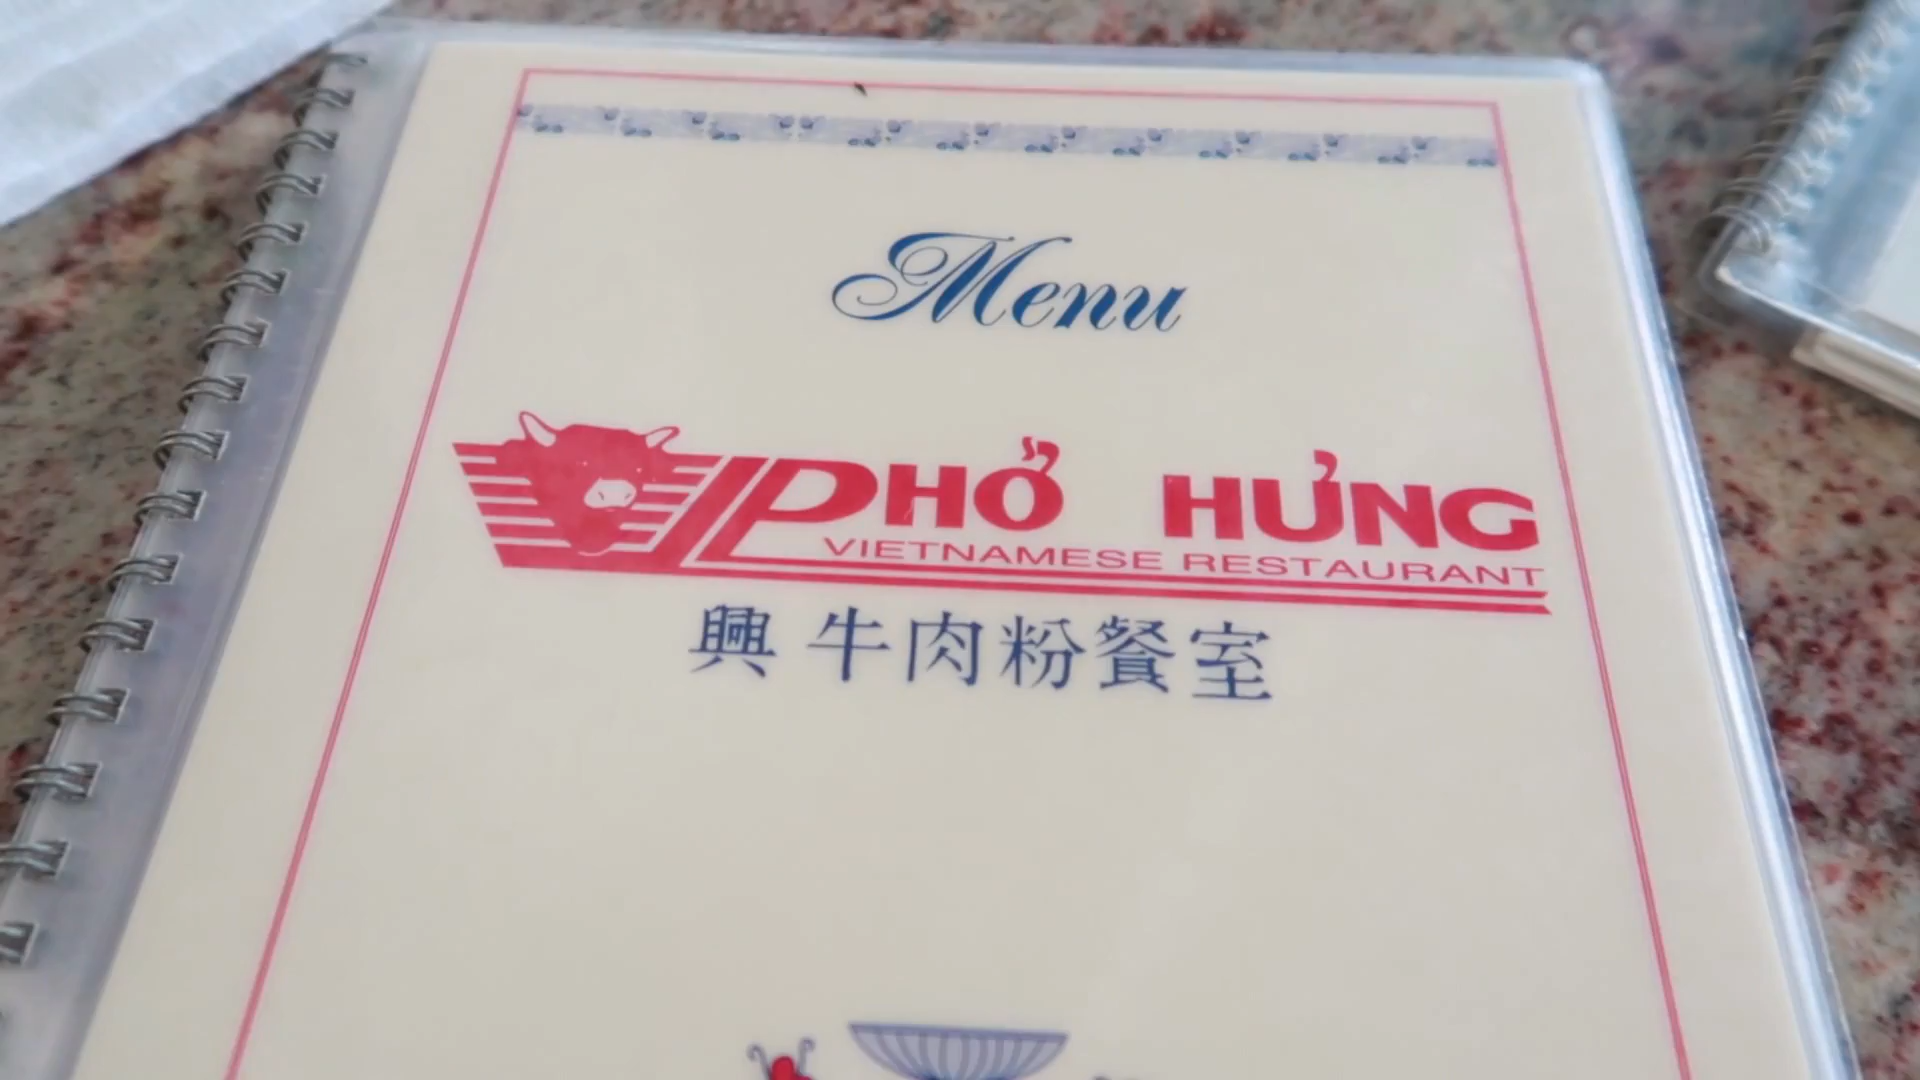 Menu
PHỞ HƯNG
VIETNAMESE RESTAURANT
興 牛肉粉餐室